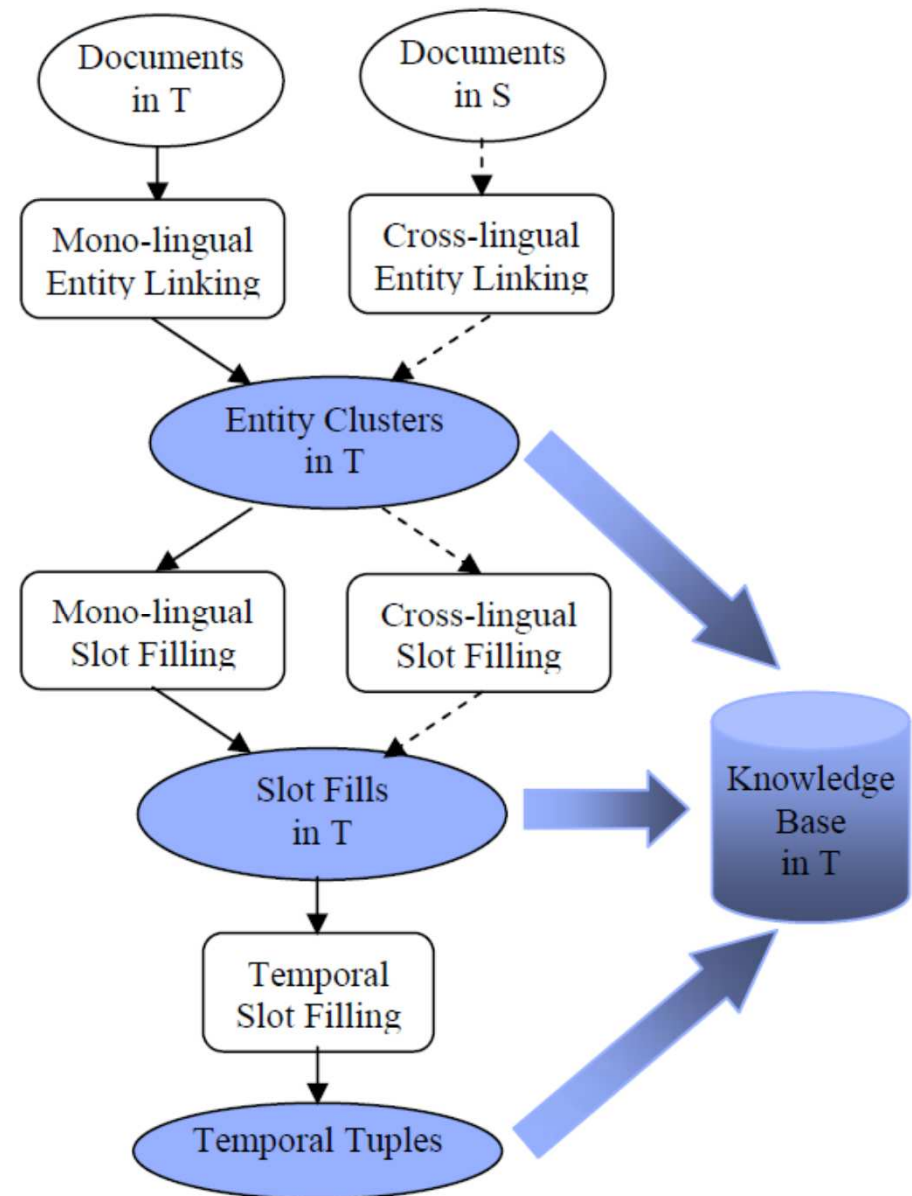 Documents
in T
Documents
in S
Mono-lingual
Entity Linking
Cross-lingual
Entity Linking
Entity Clusters
in T
Mono-lingual
Slot Filling
Cross-lingual
Slot Filling
Slot Fills
in T
Knowledge
Base
in T
Temporal
Slot Filling
Temporal Tuples